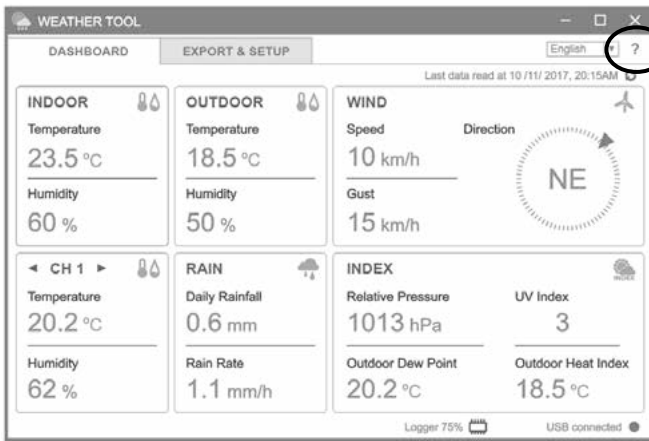 WEATHER TOOL
DASHBOARD EXPORT & SETUP English ?
Last data read at 10 /11/ 2017, 20:15AM
INDOOR OUTDOOR WIND
Temperature Temperature Speed Direction
23.5 °C 18.5 °C 10 km/h
NE
Humidity Humidity Gust
60 % 50 % 15 km/h
CH 1 RAIN INDEX INDEX
Temperature Daily Rainfall Relative Pressure UV Index
20.2 °C 0.6 mm 1013 hPa 3
Humidity Rain Rate Outdoor Dew Point Outdoor Heat Index
62 % 1.1 mm/h 20.2 °C 18.5 °C
Logger 75% USB connected